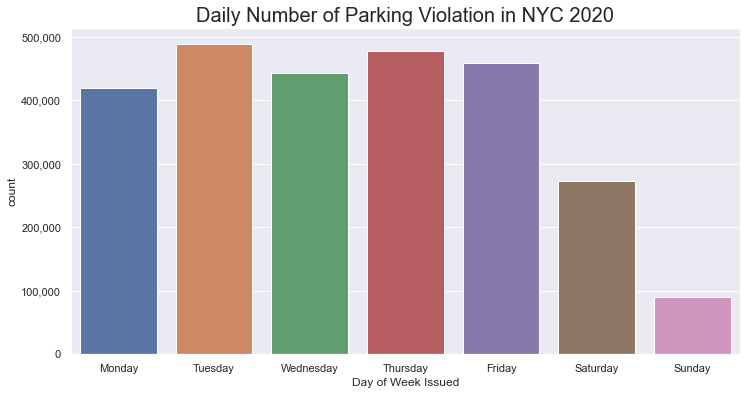 Daily Number of Parking Violation in NYC 2020
500,000
400,000
300,000
200,000
100,000
0
count
Monday Tuesday Wednesday Thursday Friday Saturday Sunday
Day of Week Issued